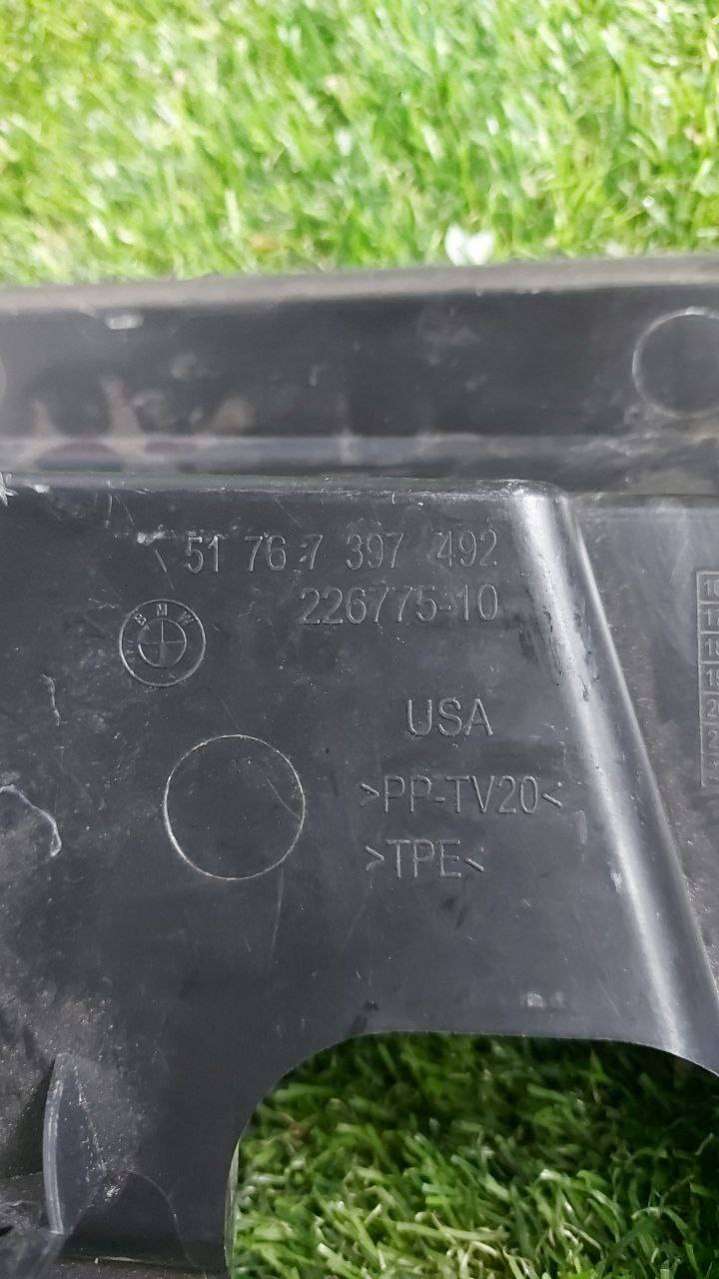 51 76 7 397 492
226775-10
BMW
USA
>PP-TV20<
>TPE<